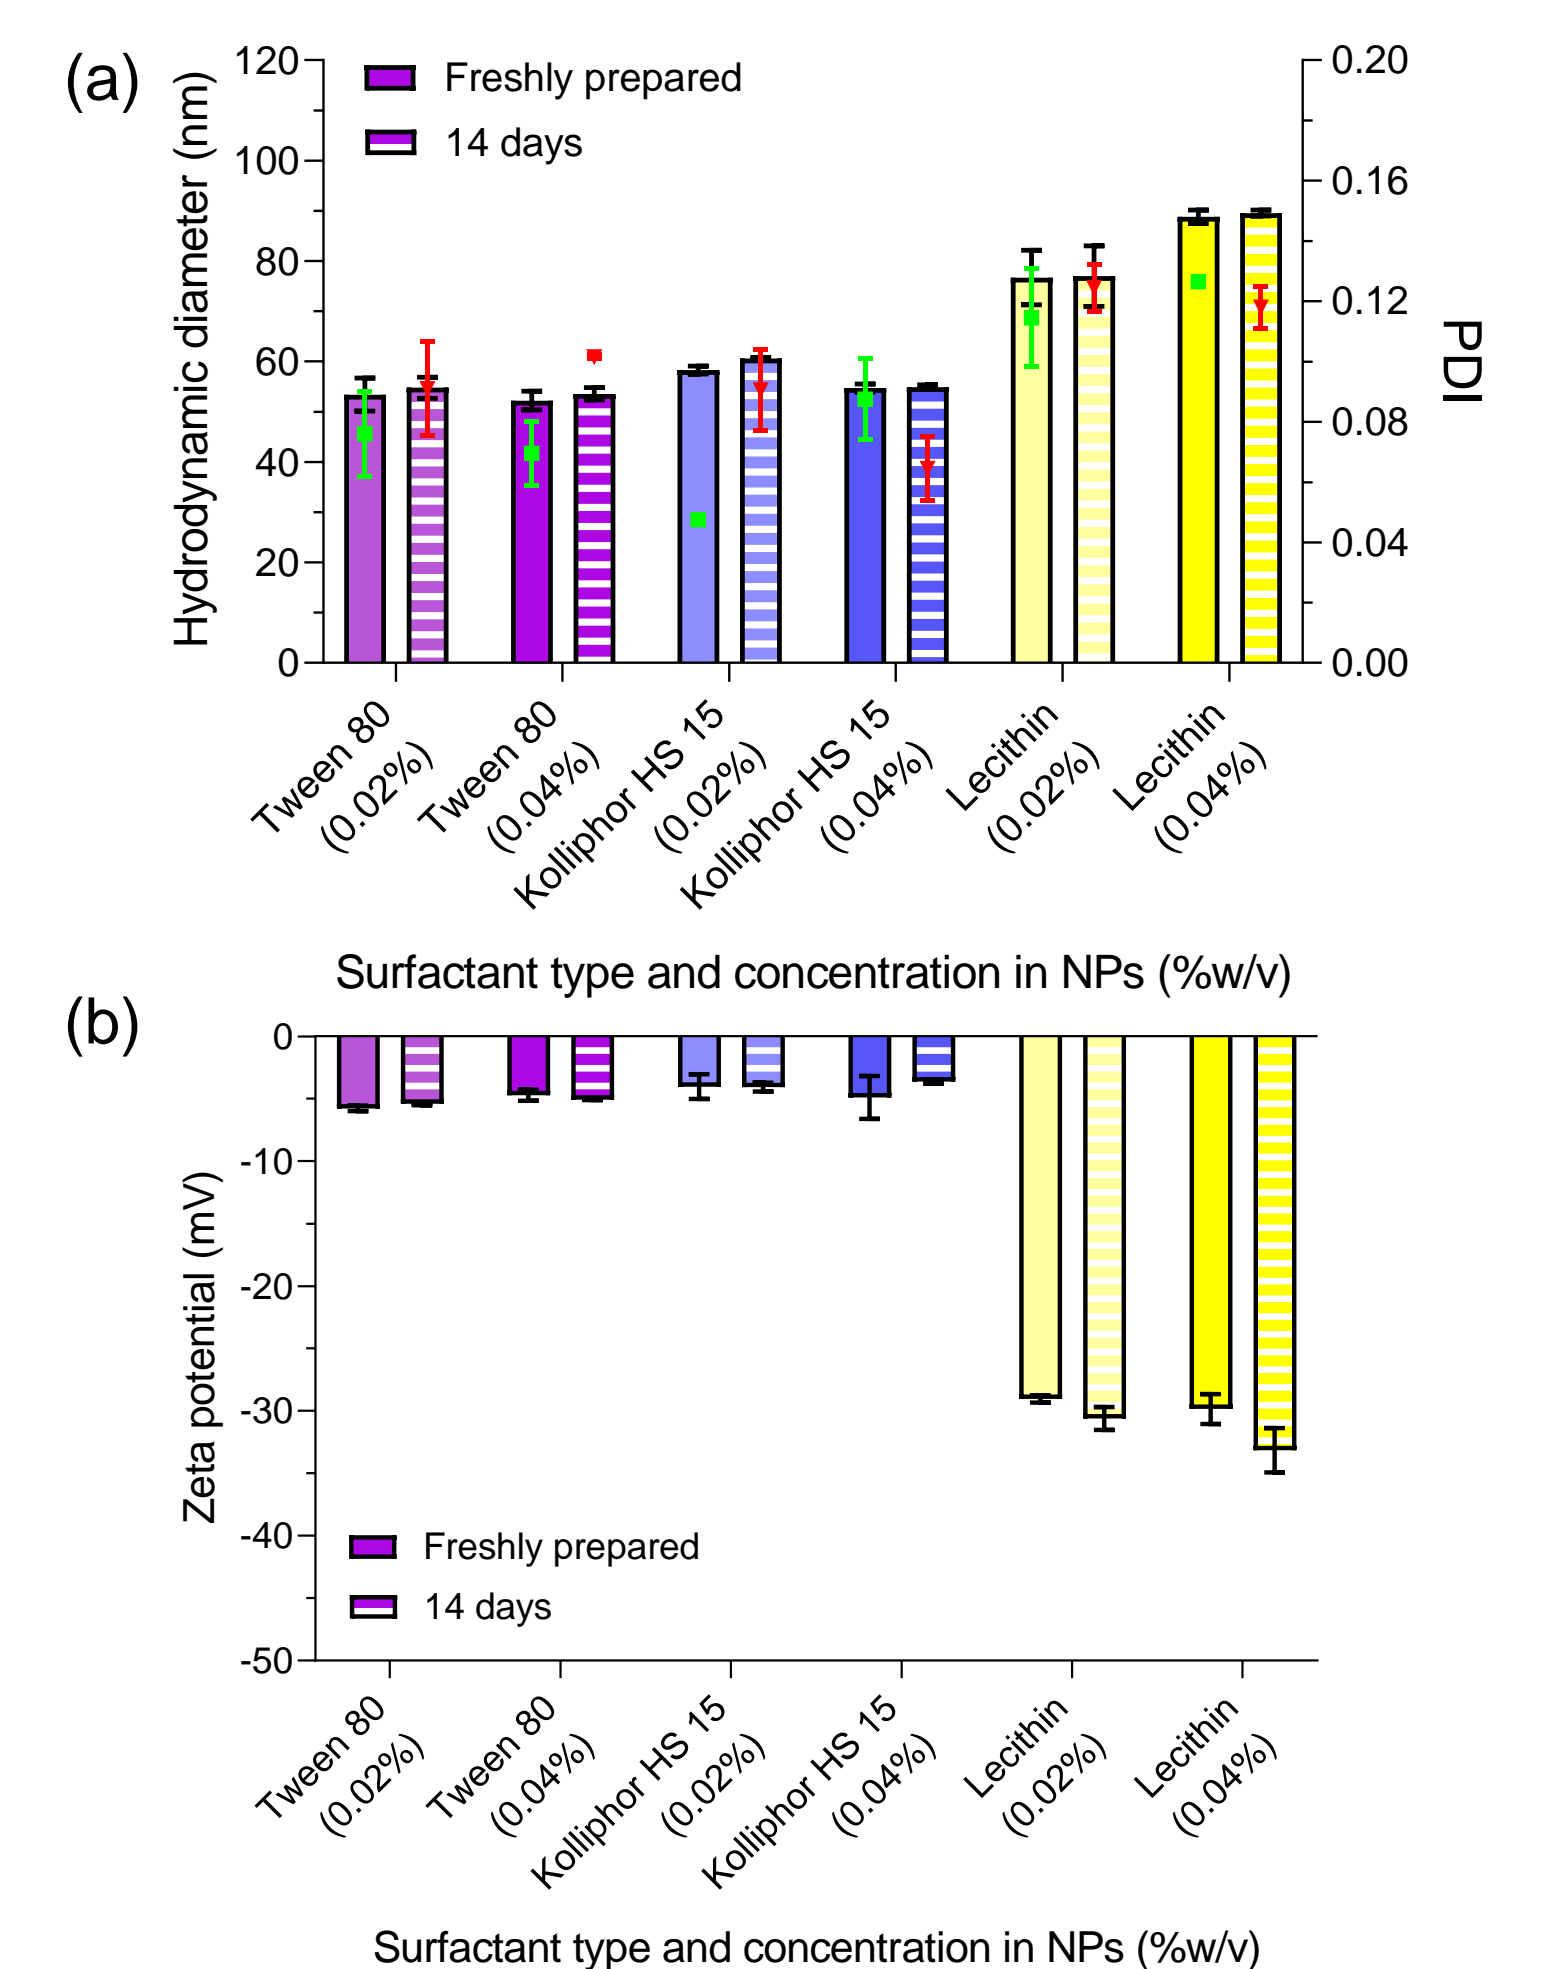 (a)
Hydrodynamic diameter (nm)
120
100
80
60
40
20
0
Freshly prepared
14 days
0.20
0.16
0.12
0.08
0.04
0.00
PDI
Tween 80
(0.02%)
Tween 80
(0.04%)
Kolliphor HS 15
(0.02%)
Kolliphor HS 15
(0.04%)
Lecithin
(0.02%)
Lecithin
(0.04%)
Surfactant type and concentration in NPs (%w/v)
(b)
Zeta potential (mV)
0
-10
-20
-30
-40
-50
Freshly prepared
14 days
Tween 80
(0.02%)
Tween 80
(0.04%)
Kolliphor HS 15
(0.02%)
Kolliphor HS 15
(0.04%)
Lecithin
(0.02%)
Lecithin
(0.04%)
Surfactant type and concentration in NPs (%w/v)